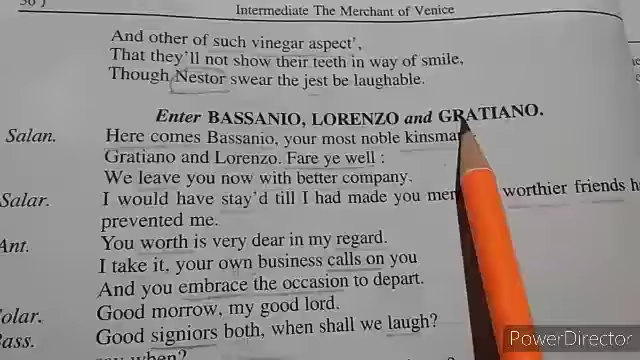 Intermediate The Merchant of Venice
And other of such vinegar aspect',
That they'll not show their teeth in way of smile,
Though Nestor swear the jest be laughable.
Enter BASSANIO, LORENZO and GRATIANO.
Salan. Here comes Bassanio, your most noble kinsma
Gratiano and Lorenzo. Fare ye well :
We leave you now with better company.
Salar. I would have stay'd till I had made you mer worthier friends h
prevented me.
Ant. You worth is very dear in my regard.
I take it, your own business calls on you
And you embrace the occasion to depart.
olar. Good morrow, my good lord.
ass. Good signiors both, when shall we laugh?
when?
PowerDirector